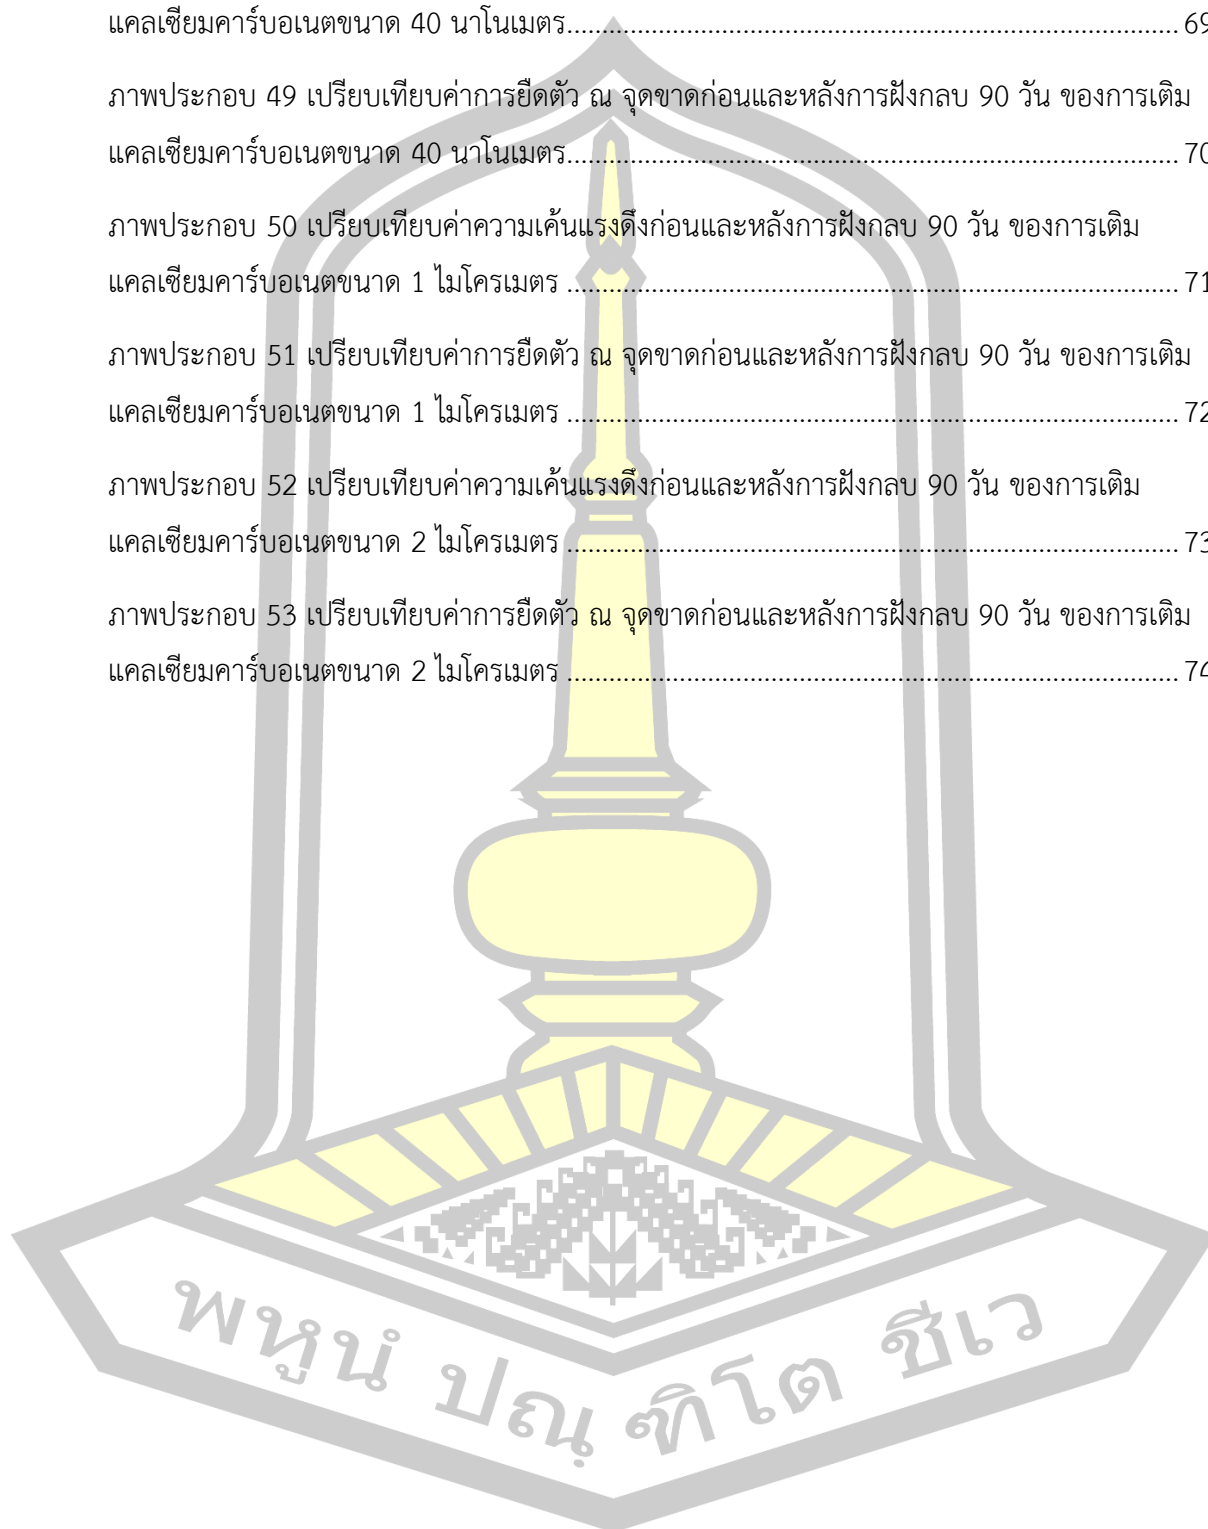 แคลเซียมคาร์บอเนตขนาด 40 นาโนเมตร....................................................................................... 69
ภาพประกอบ 49 เปรียบเทียบค่าการยืดตัว ณ จุดขาดก่อนและหลังการฝังกลบ 90 วัน ของการเติม
แคลเซียมคาร์บอเนตขนาด 40 นาโนเมตร....................................................................................... 70
ภาพประกอบ 50 เปรียบเทียบค่าความเค้นแรงดึงก่อนและหลังการฝังกลบ 90 วัน ของการเติม
แคลเซียมคาร์บอเนตขนาด 1 ไมโครเมตร ....................................................................................... 71
ภาพประกอบ 51 เปรียบเทียบค่าการยืดตัว ณ จุดขาดก่อนและหลังการฝังกลบ 90 วัน ของการเติม
แคลเซียมคาร์บอเนตขนาด 1 ไมโครเมตร ....................................................................................... 72
ภาพประกอบ 52 เปรียบเทียบค่าความเค้นแรงดึงก่อนและหลังการฝังกลบ 90 วัน ของการเติม
แคลเซียมคาร์บอเนตขนาด 2 ไมโครเมตร ....................................................................................... 73
ภาพประกอบ 53 เปรียบเทียบค่าการยืดตัว ณ จุดขาดก่อนและหลังการฝังกลบ 90 วัน ของการเติม
แคลเซียมคาร์บอเนตขนาด 2 ไมโครเมตร ....................................................................................... 74
พหูนํ ปณฺฑิโต ชีเว